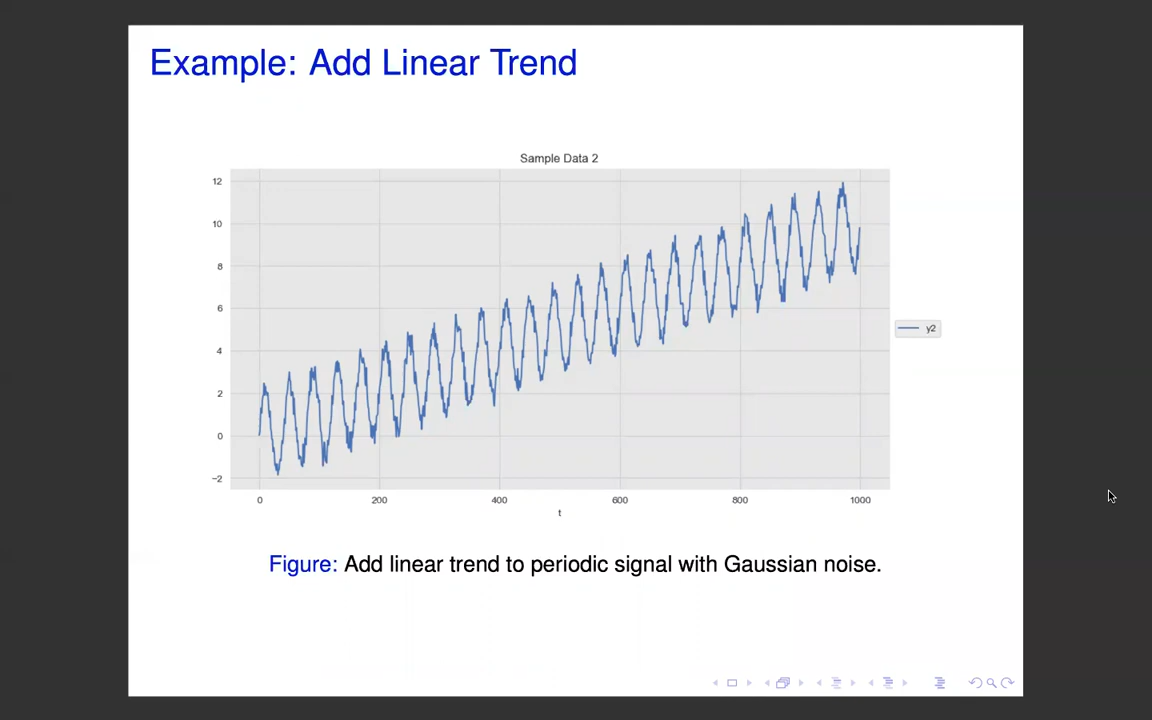 Example: Add Linear Trend
Sample Data 2
12
10
8
6
4
2
0
−2
0 200 400 600 800 1000
t
y2
Figure: Add linear trend to periodic signal with Gaussian noise.